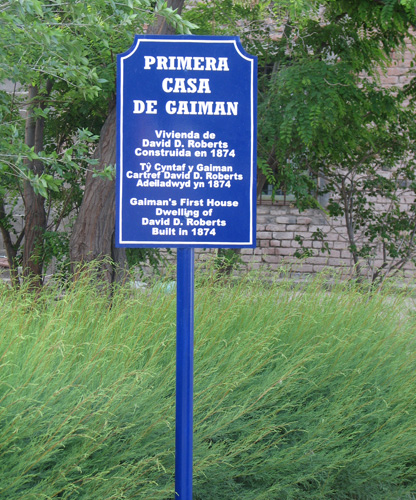 PRIMERA
CASA
DE GAIMAN
Vivienda de
David D. Roberts
Construida en 1874
Tŷ Cyntaf y Gaiman
Cartref David D. Roberts
Adeiladwyd yn 1874
Gaiman's First House
Dwelling of
David D. Roberts
Built in 1874